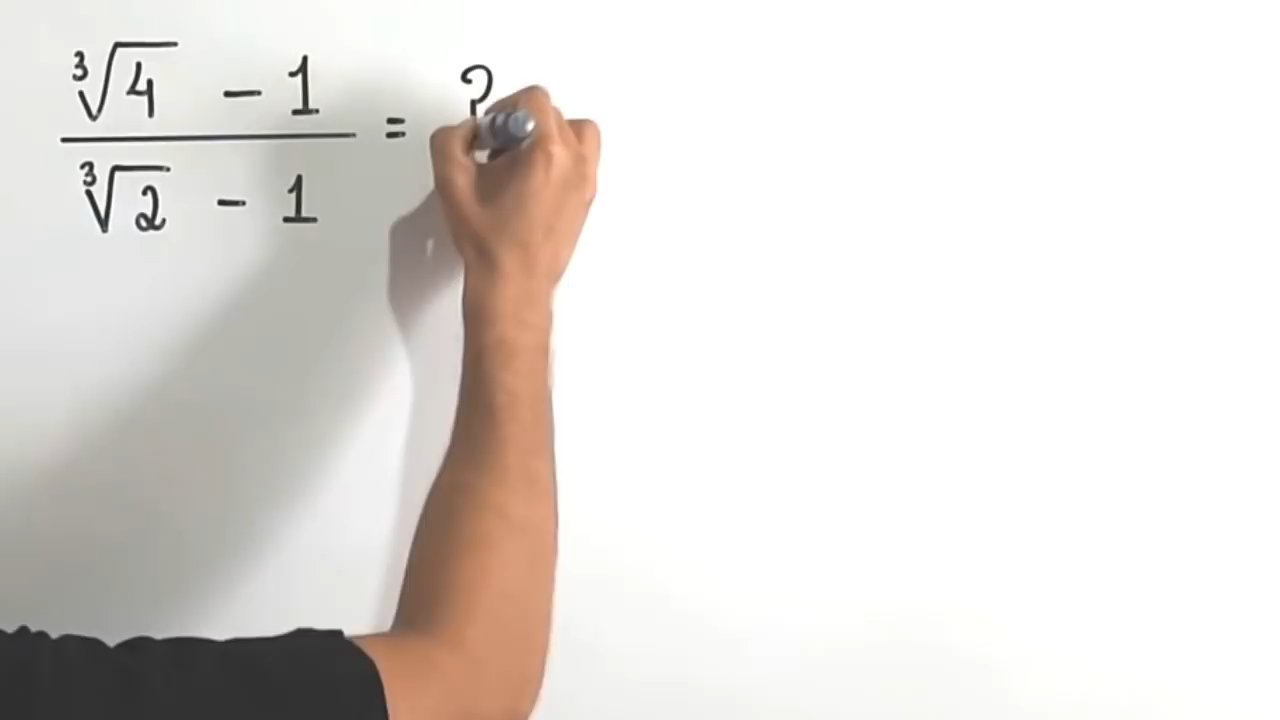 ∛4 - 1
= ?
∛2 - 1